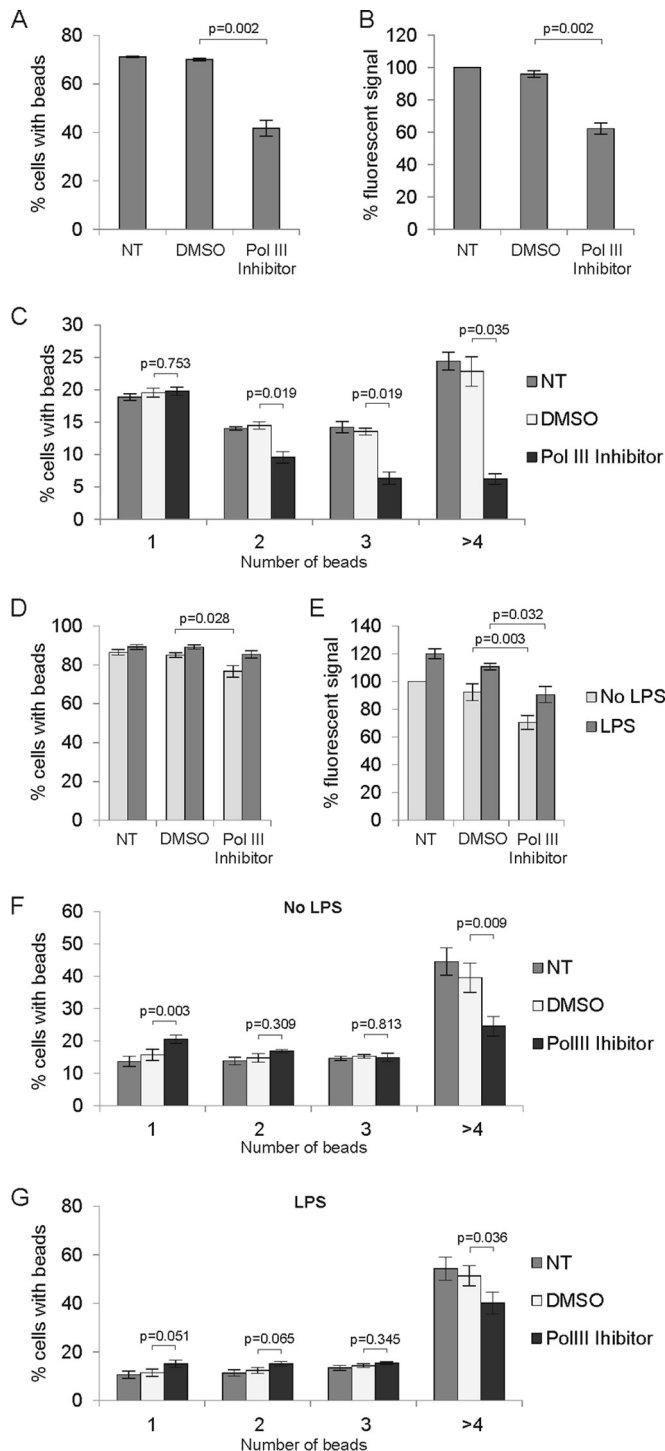 A
% cells with beads
80
60
40
20
0
p=0.002
NT
DMSO
Pol III
Inhibitor
B
% fluorescent signal
120
100
80
60
40
20
0
p=0.002
NT
DMSO
Pol III
Inhibitor
C
% cells with beads
30
25
20
15
10
5
0
p=0.753
p=0.019
p=0.019
p=0.035
1
2
3
>4
Number of beads
NT
DMSO
Pol III Inhibitor
D
% cells with beads
100
80
60
40
20
0
p=0.028
NT
DMSO
Pol III
Inhibitor
E
% fluorescent signal
140
120
100
80
60
40
20
0
p=0.032
p=0.003
NT
DMSO
Pol III
Inhibitor
No LPS
LPS
F
No LPS
% cells with beads
60
50
40
30
20
10
0
p=0.003
p=0.309
p=0.813
p=0.009
1
2
3
>4
Number of beads
NT
DMSO
PolIII Ihibitor
G
LPS
% cells with beads
80
60
40
20
0
p=0.051
p=0.065
p=0.345
p=0.036
1
2
3
>4
Number of beads
NT
DMSO
PolIII Ihibitor